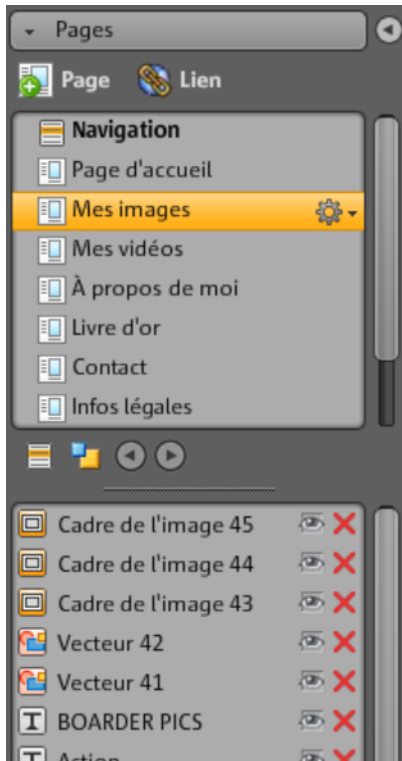 Pages
Page Lien
Navigation
Page d'accueil
Mes images
Mes vidéos
À propos de moi
Livre d'or
Contact
Infos légales
Cadre de l'image 45
Cadre de l'image 44
Cadre de l'image 43
Vecteur 42
Vecteur 41
T BOARDER PICS
T Action